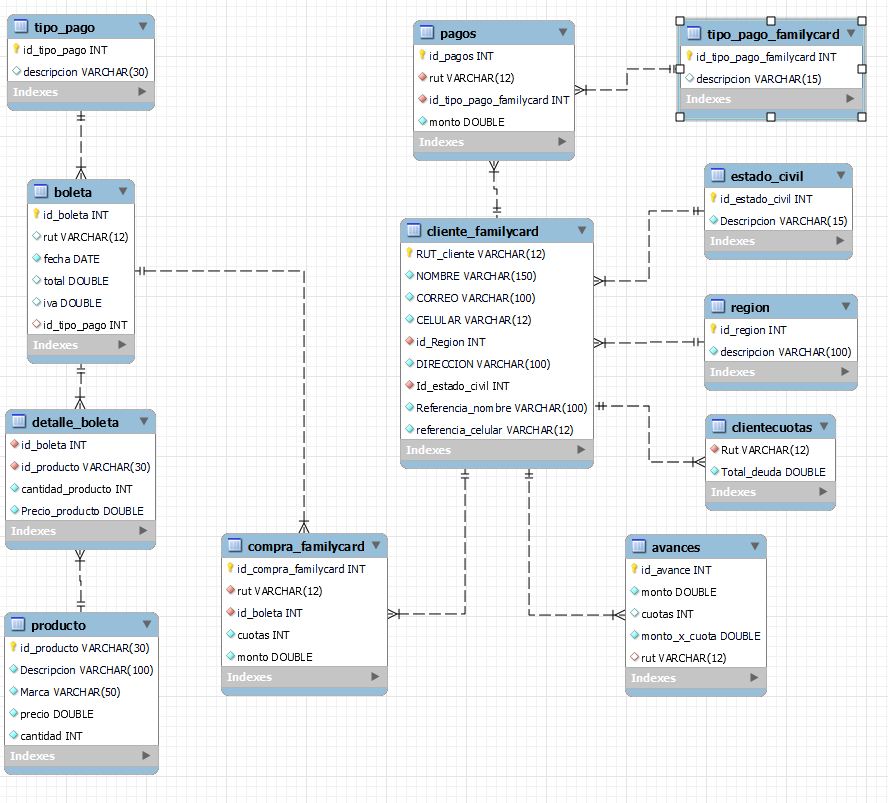 tipo_pago
id_tipo_pago INT
descripcion VARCHAR(30)
Indexes
boleta
id_boleta INT
rut VARCHAR(12)
fecha DATE
total DOUBLE
iva DOUBLE
id_tipo_pago INT
Indexes
detalle_boleta
id_boleta INT
id_producto VARCHAR(30)
cantidad_producto INT
Precio_producto DOUBLE
Indexes
producto
id_producto VARCHAR(30)
Descripcion VARCHAR(100)
Marca VARCHAR(50)
precio DOUBLE
cantidad INT
Indexes
pagos
id_pagos INT
rut VARCHAR(12)
id_tipo_pago_familycard INT
monto DOUBLE
Indexes
cliente_familycard
RUT_cliente VARCHAR(12)
NOMBRE VARCHAR(150)
CORREO VARCHAR(100)
CELULAR VARCHAR(12)
id_Region INT
DIRECCION VARCHAR(100)
Id_estado_civil INT
Referencia_nombre VARCHAR(100)
referencia_celular VARCHAR(12)
Indexes
compra_familycard
id_compra_familycard INT
rut VARCHAR(12)
id_boleta INT
cuotas INT
monto DOUBLE
Indexes
tipo_pago_familycard
id_tipo_pago_familycard INT
descripcion VARCHAR(15)
Indexes
estado_civil
id_estado_civil INT
Descripcion VARCHAR(15)
Indexes
region
id_region INT
descripcion VARCHAR(100)
Indexes
clientecuotas
Rut VARCHAR(12)
Total_deuda DOUBLE
Indexes
avances
id_avance INT
monto DOUBLE
cuotas INT
monto_x_cuota DOUBLE
rut VARCHAR(12)
Indexes